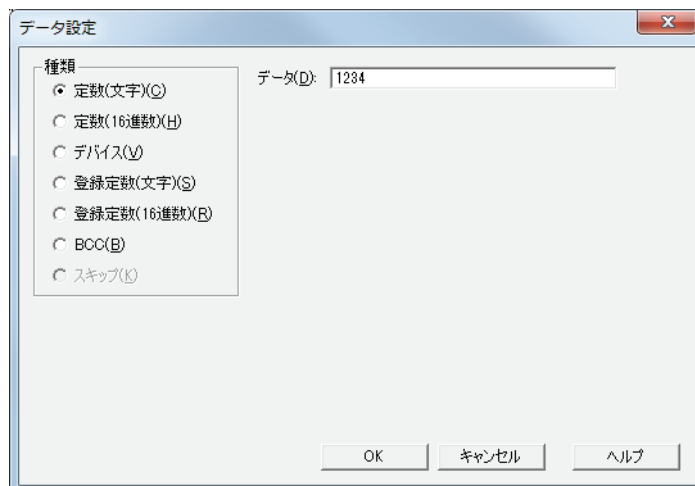 データ設定
種類
定数(文字)(C)
データ(D): 1234
定数(16進数)(H)
デバイス(V)
登録定数(文字)(S)
登録定数(16進数)(R)
BCC(B)
スキップ(K)
OK キャンセル ヘルプ